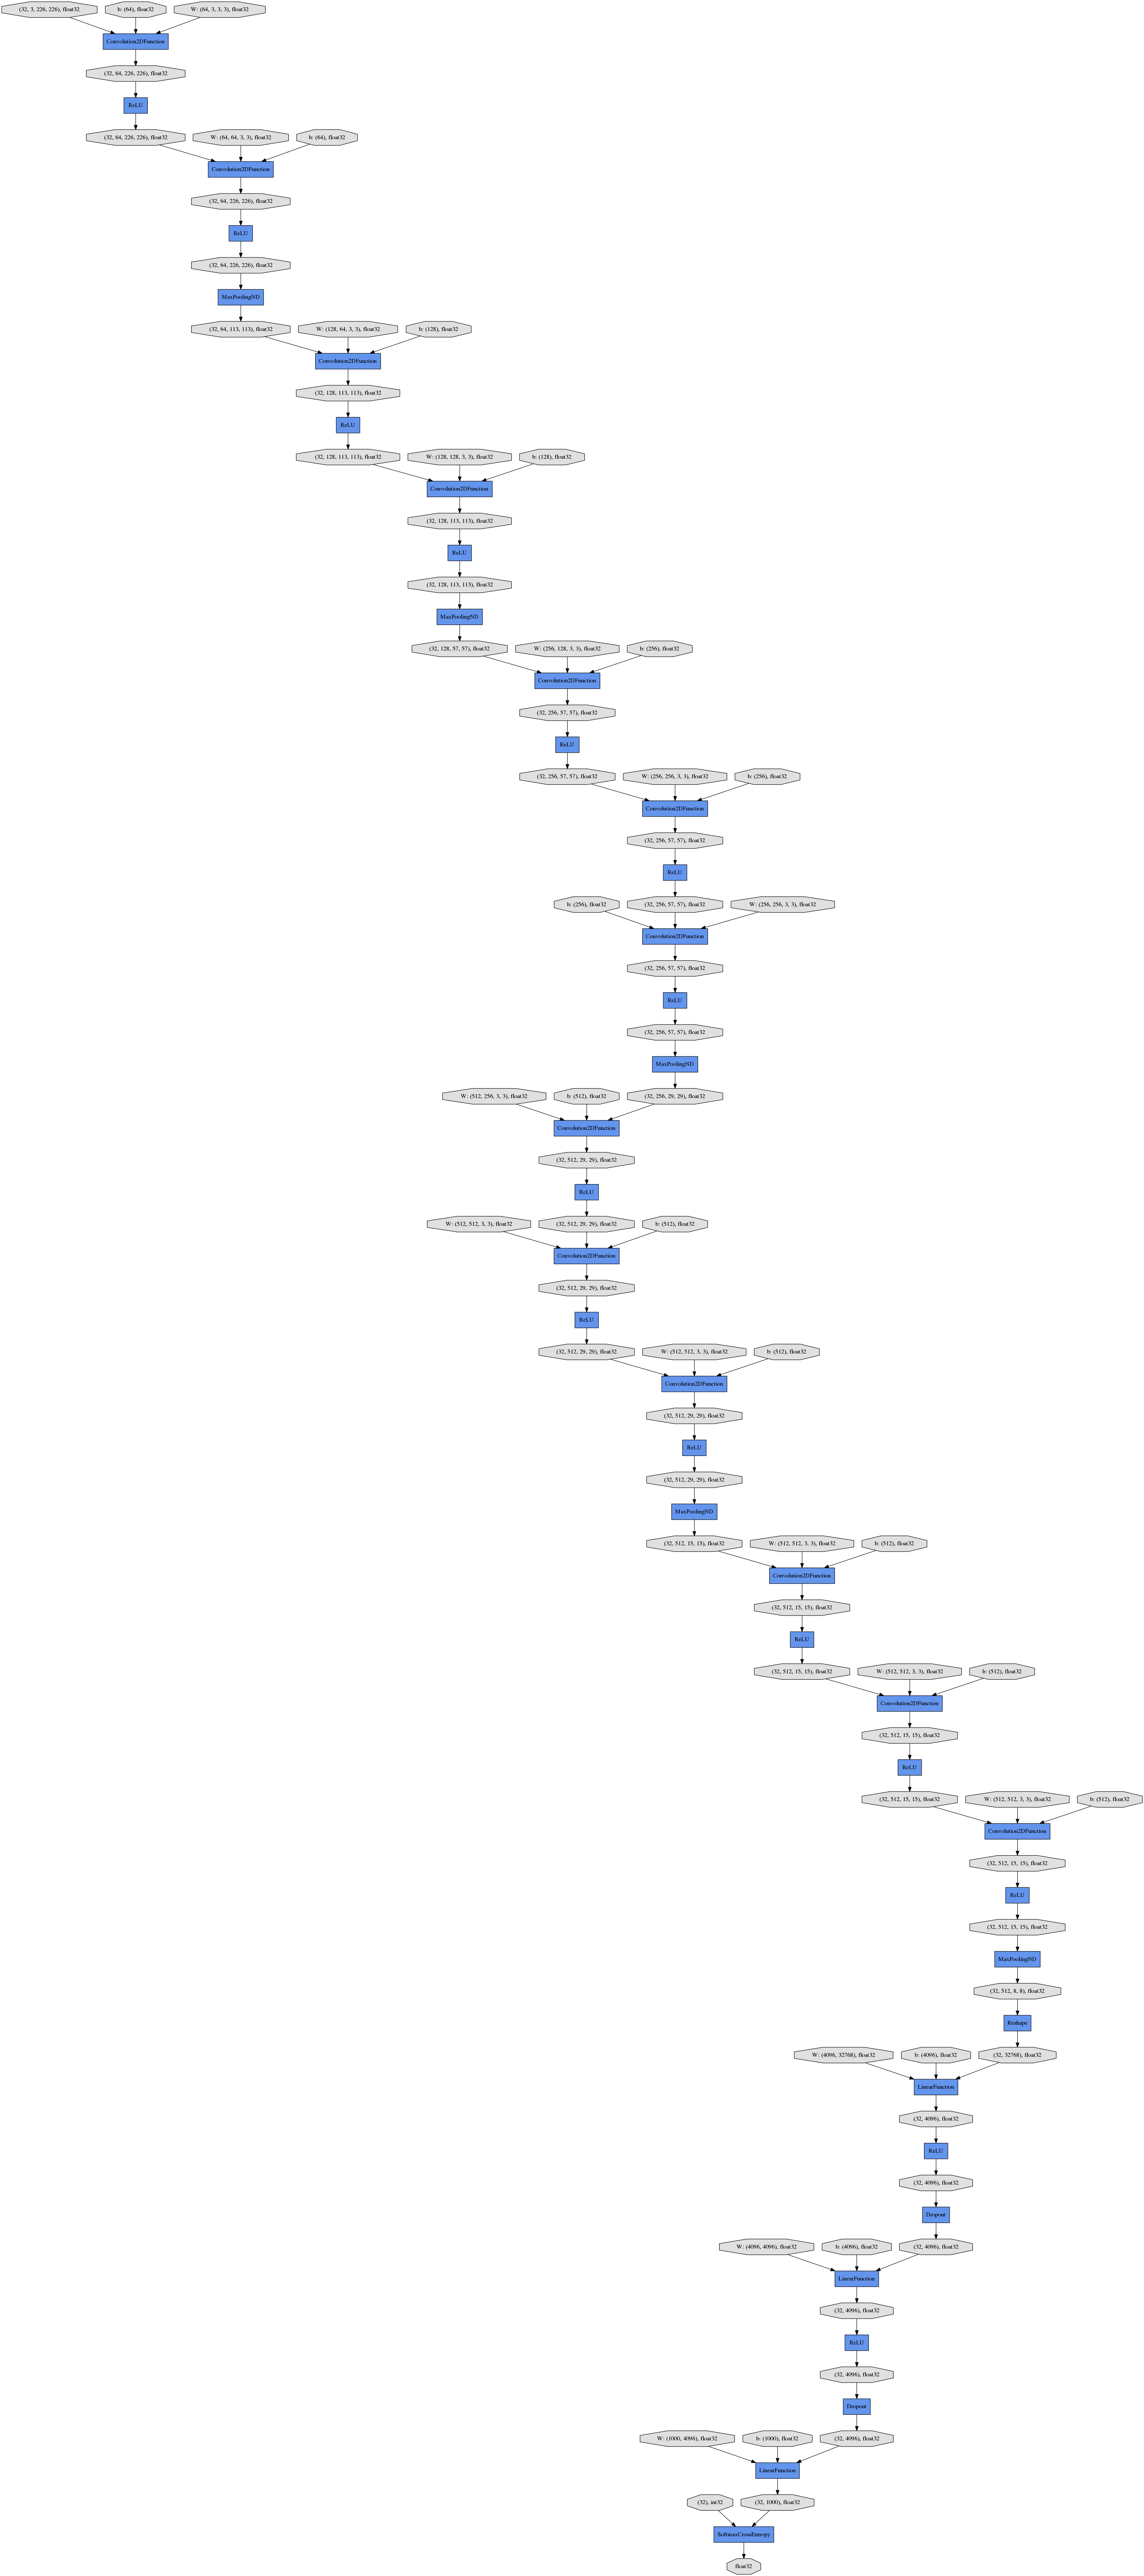 (32, 3, 226, 226), float32
b: (64), float32
W: (64, 3, 3, 3), float32
Convolution2DFunction
(32, 64, 226, 226), float32
ReLU
(32, 64, 226, 226), float32
W: (64, 64, 3, 3), float32
b: (64), float32
Convolution2DFunction
(32, 64, 226, 226), float32
ReLU
(32, 64, 226, 226), float32
MaxPoolingND
(32, 64, 113, 113), float32
W: (128, 64, 3, 3), float32
b: (128), float32
Convolution2DFunction
(32, 128, 113, 113), float32
ReLU
(32, 128, 113, 113), float32
W: (128, 128, 3, 3), float32
b: (128), float32
Convolution2DFunction
(32, 128, 113, 113), float32
ReLU
(32, 128, 113, 113), float32
MaxPoolingND
(32, 128, 57, 57), float32
W: (256, 128, 3, 3), float32
b: (256), float32
Convolution2DFunction
(32, 256, 57, 57), float32
ReLU
(32, 256, 57, 57), float32
W: (256, 256, 3, 3), float32
b: (256), float32
Convolution2DFunction
(32, 256, 57, 57), float32
ReLU
b: (256), float32
(32, 256, 57, 57), float32
W: (256, 256, 3, 3), float32
Convolution2DFunction
(32, 256, 57, 57), float32
ReLU
(32, 256, 57, 57), float32
MaxPoolingND
W: (512, 256, 3, 3), float32
b: (512), float32
(32, 256, 29, 29), float32
Convolution2DFunction
(32, 512, 29, 29), float32
ReLU
W: (512, 512, 3, 3), float32
(32, 512, 29, 29), float32
b: (512), float32
Convolution2DFunction
(32, 512, 29, 29), float32
ReLU
(32, 512, 29, 29), float32
W: (512, 512, 3, 3), float32
b: (512), float32
Convolution2DFunction
(32, 512, 29, 29), float32
ReLU
(32, 512, 29, 29), float32
MaxPoolingND
(32, 512, 15, 15), float32
W: (512, 512, 3, 3), float32
b: (512), float32
Convolution2DFunction
(32, 512, 15, 15), float32
ReLU
(32, 512, 15, 15), float32
W: (512, 512, 3, 3), float32
b: (512), float32
Convolution2DFunction
(32, 512, 15, 15), float32
ReLU
(32, 512, 15, 15), float32
W: (512, 512, 3, 3), float32
b: (512), float32
Convolution2DFunction
(32, 512, 15, 15), float32
ReLU
(32, 512, 15, 15), float32
MaxPoolingND
(32, 512, 8, 8), float32
Reshape
W: (4096, 32768), float32
b: (4096), float32
(32, 32768), float32
LinearFunction
(32, 4096), float32
ReLU
(32, 4096), float32
Dropout
W: (4096, 4096), float32
b: (4096), float32
(32, 4096), float32
LinearFunction
(32, 4096), float32
ReLU
(32, 4096), float32
Dropout
W: (1000, 4096), float32
b: (1000), float32
(32, 4096), float32
LinearFunction
(32), int32
(32, 1000), float32
SoftmaxCrossEntropy
float32